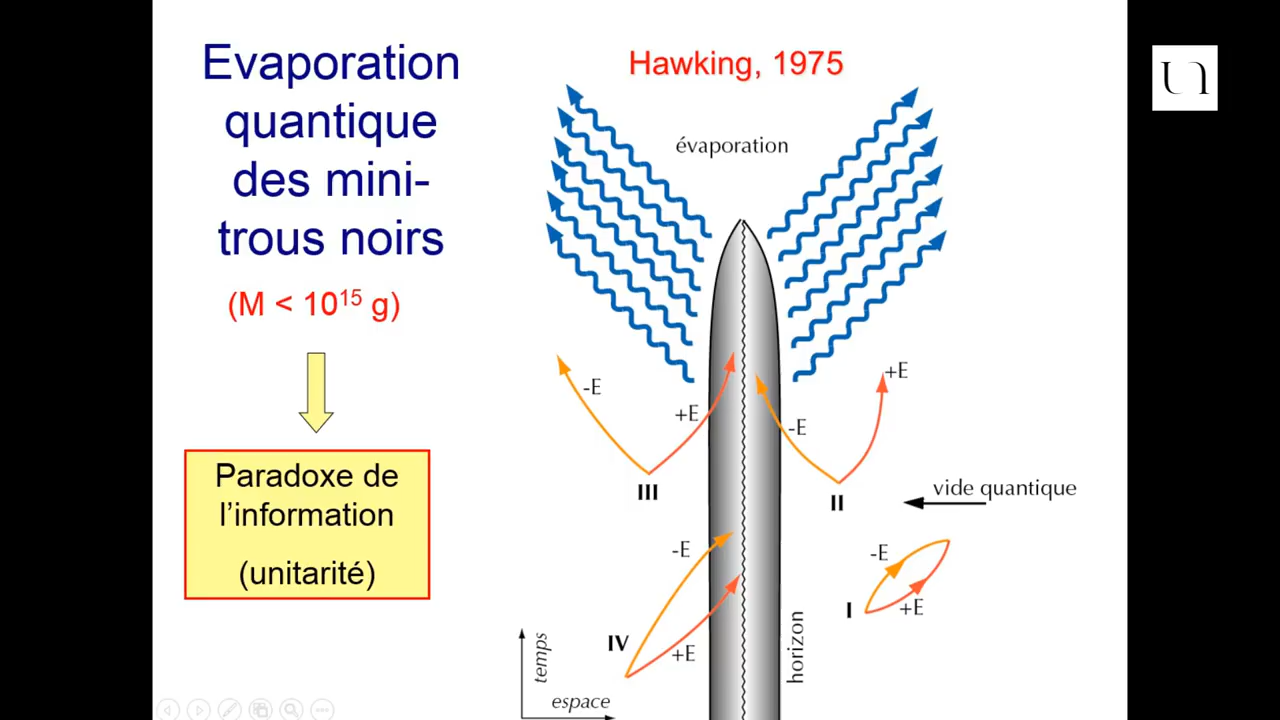 Evaporation
quantique
des mini-
trous noirs
(M < 10¹⁵ g)
Paradoxe de
l’information
(unitarité)
Hawking, 1975
évaporation
-E
+E
III
-E
+E
II
vide quantique
-E
+E
I
-E
+E
IV
horizon
temps
espace